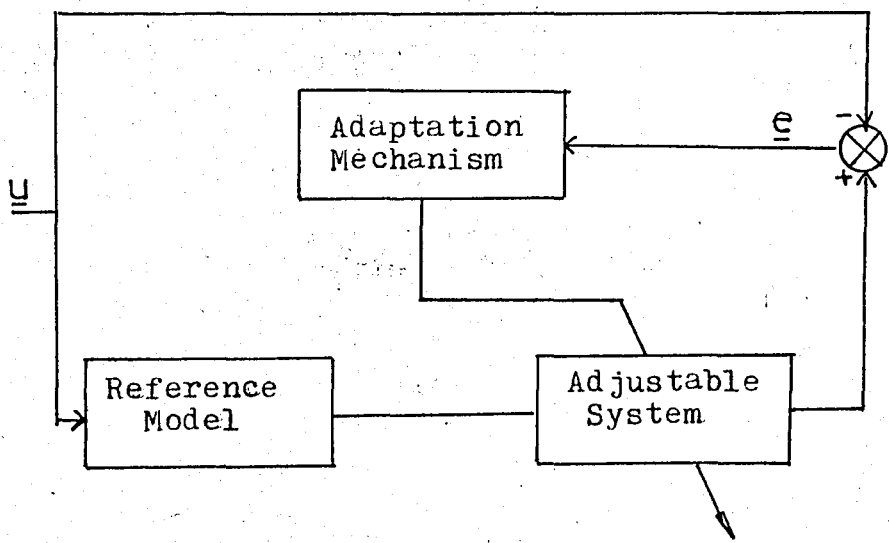 Adaptation
Mechanism
e
-
+
U
Reference
Model
Adjustable
System